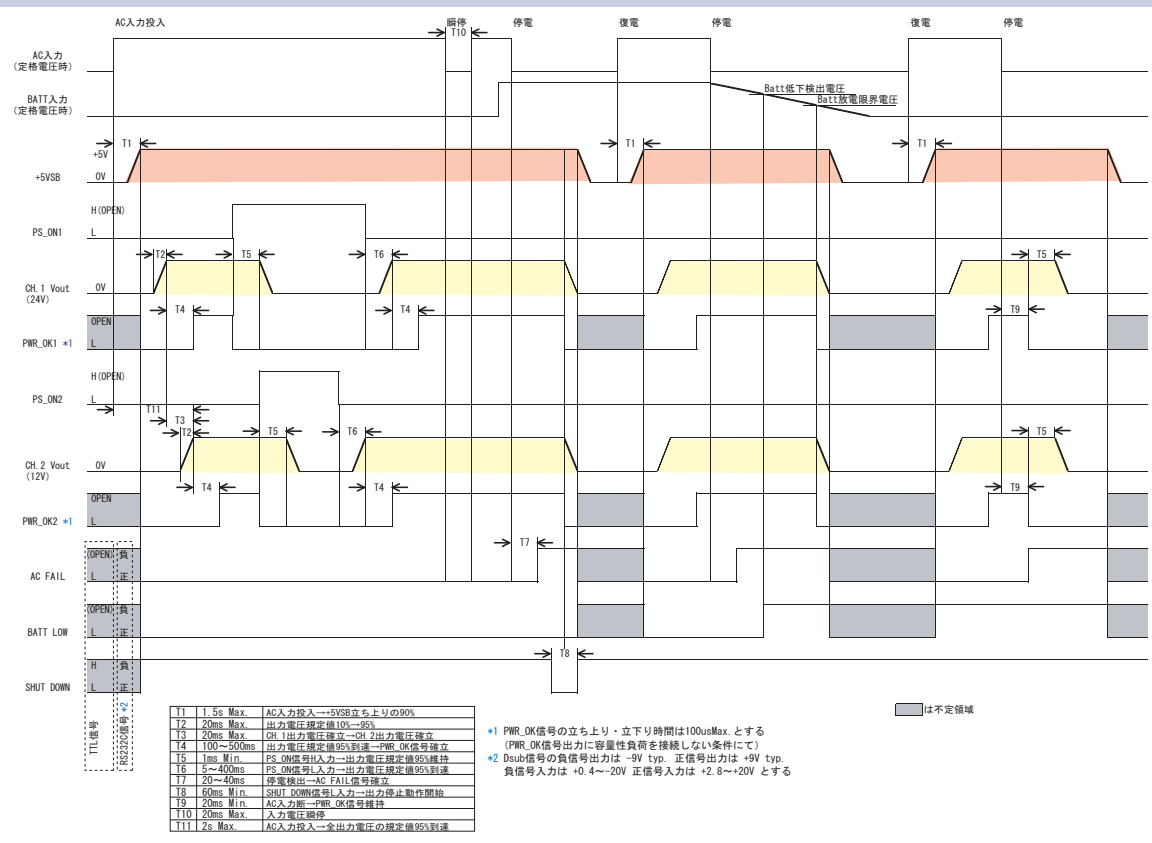 AC入力投入 瞬停 停電 復電 停電 復電 停電
T10
AC入力
(定格電圧時)
BATT入力
(定格電圧時)
Batt低下検出電圧
Batt放電限界電圧
T1 T1 T1
+5V
+5VSB 0V
H(OPEN)
PS_ON1 L
T2 T5 T6 T5
CH.1 Vout 0V
(24V)
T4 T4 T9
OPEN
PWR_OK1 *1 L
H(OPEN)
PS_ON2 L
T11
T3
T2 T5 T6 T5
CH.2 Vout 0V
(12V)
T4 T4 T9
OPEN
PWR_OK2 *1 L
T7
(OPEN) 負
AC FAIL L 正
(OPEN) 負
BATT LOW L 正
T8
H 負
SHUT DOWN L 正
TTL信号
RS232C信号 *2
T1 1.5s Max. AC入力投入→+5VSB立ち上りの90%
T2 20ms Max. 出力電圧規定値10%→95%
T3 20ms Max. CH.1出力電圧確立→CH.2出力電圧確立
T4 100～500ms 出力電圧規定値95%到達→PWR_OK信号確立
T5 1ms Min. PS_ON信号H入力→出力電圧規定値95%維持
T6 5～400ms PS_ON信号L入力→出力電圧規定値95%到達
T7 20～40ms 停電検出→AC FAIL信号確立
T8 60ms Min. SHUT DOWN信号L入力→出力停止動作開始
T9 20ms Min. AC入力断→PWR_OK信号維持
T10 20ms Max. 入力電圧瞬停
T11 2s Max. AC入力投入→全出力電圧の規定値95%到達
は不定領域
*1 PWR_OK信号の立ち上り・立下り時間は100usMax.とする
(PWR_OK信号出力に容量性負荷を接続しない条件にて)
*2 Dsub信号の負信号出力は -9V typ. 正信号出力は +9V typ.
負信号入力は +0.4～-20V 正信号入力は +2.8～+20V とする